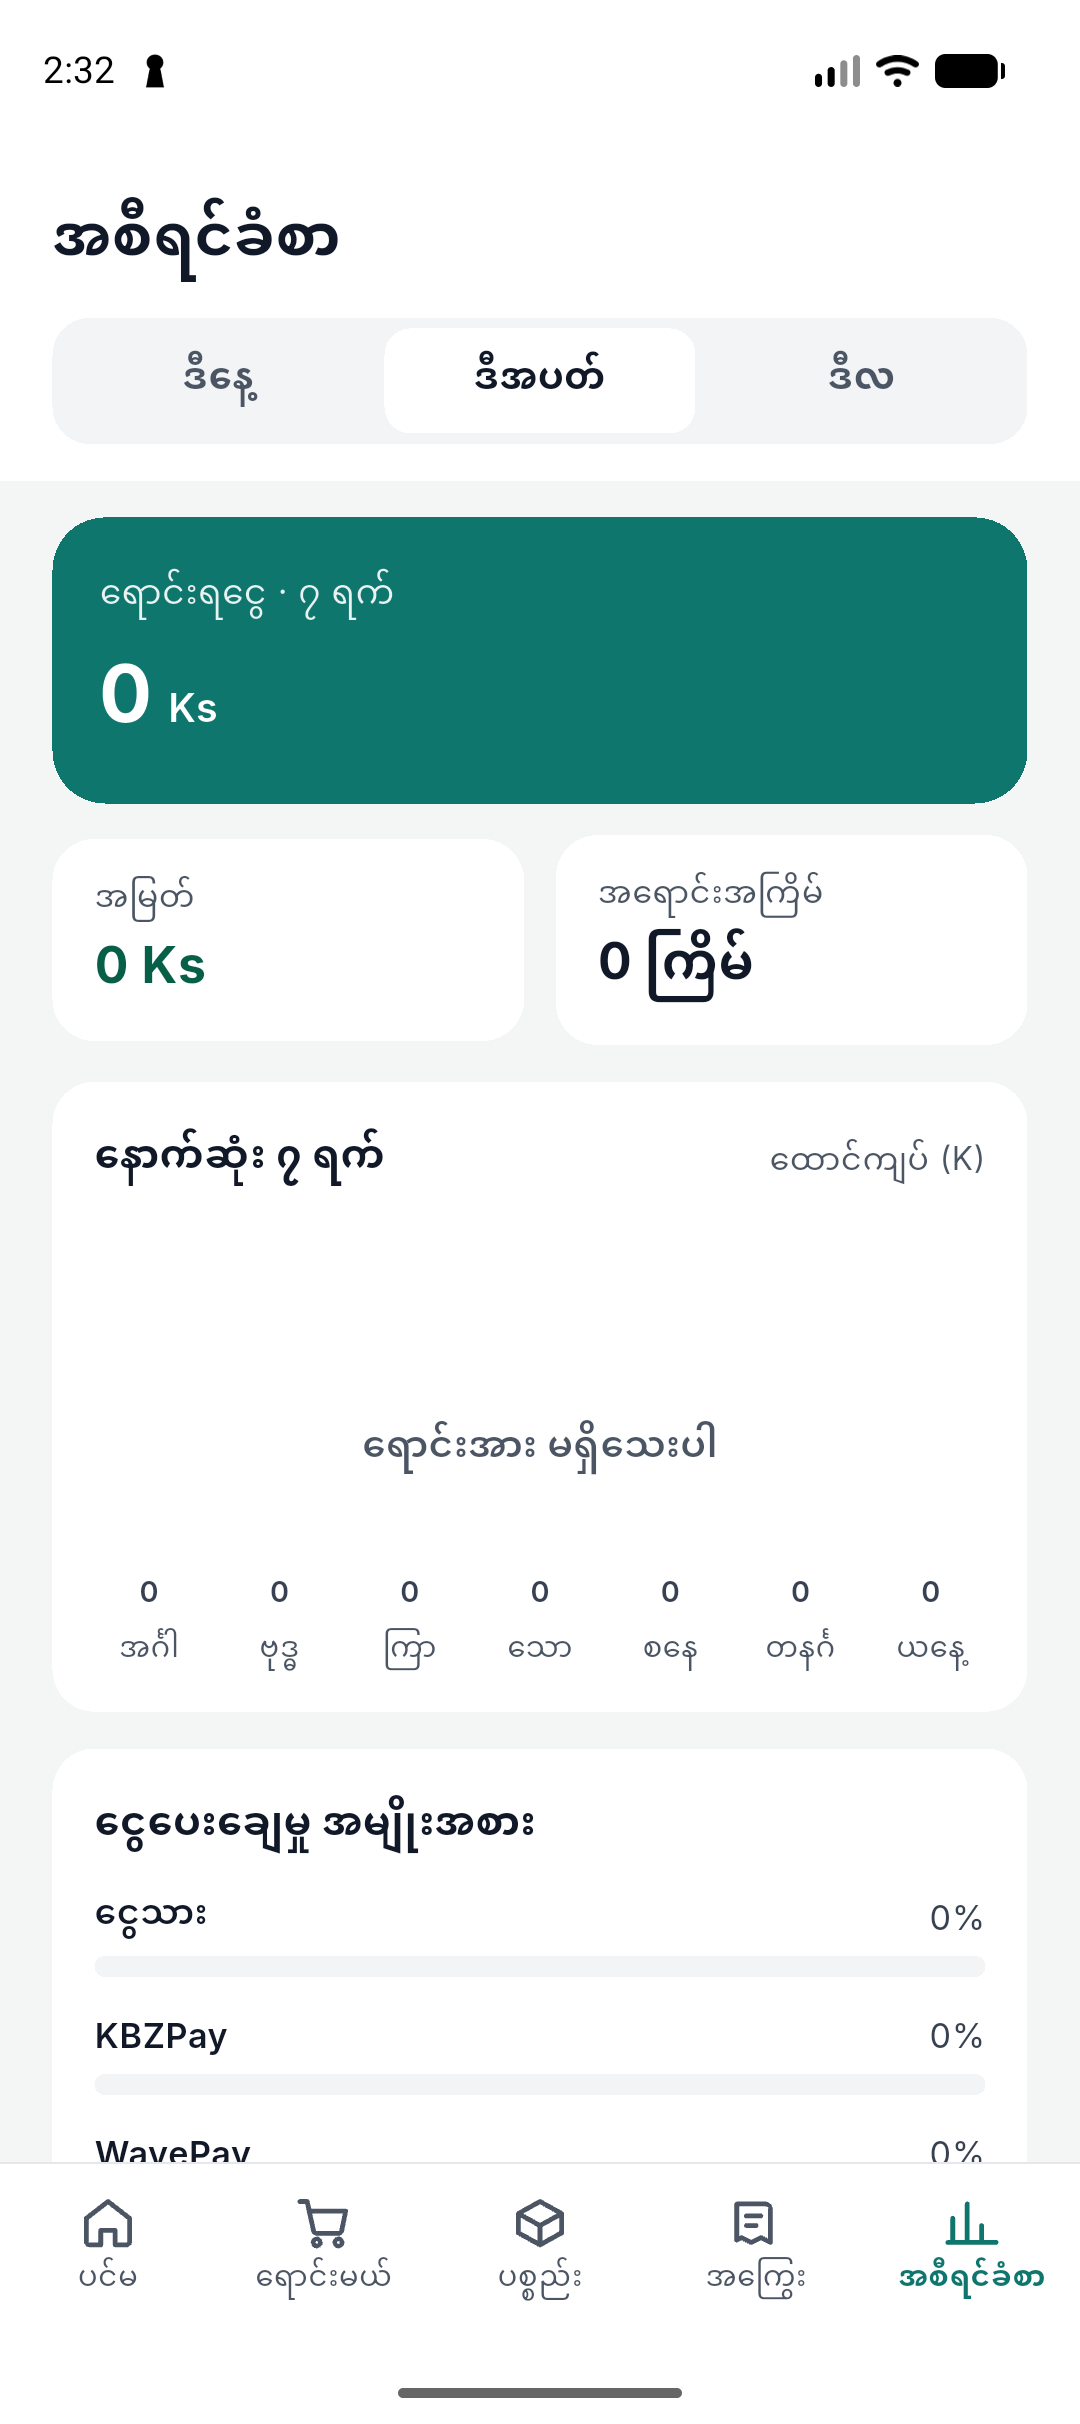 2:32
အစီရင်ခံစာ
ဒီနေ့ ဒီအပတ် ဒီလ
ရောင်းရငွေ · ၇ ရက်
0 Ks
အမြတ် အရောင်းအကြိမ်
0 Ks 0 ကြိမ်
နောက်ဆုံး ၇ ရက် ထောင်ကျပ် (K)
ရောင်းအား မရှိသေးပါ
0 0 0 0 0 0 0
အင်္ဂါ ဗုဒ္ဓ ကြာ သော စနေ တနင်္ဂ ယနေ့
ငွေပေးချေမှု အမျိုးအစား
ငွေသား 0%
KBZPay 0%
WavePay 0%
ပင်မ ရောင်းမယ် ပစ္စည်း အကြွေး အစီရင်ခံစာ